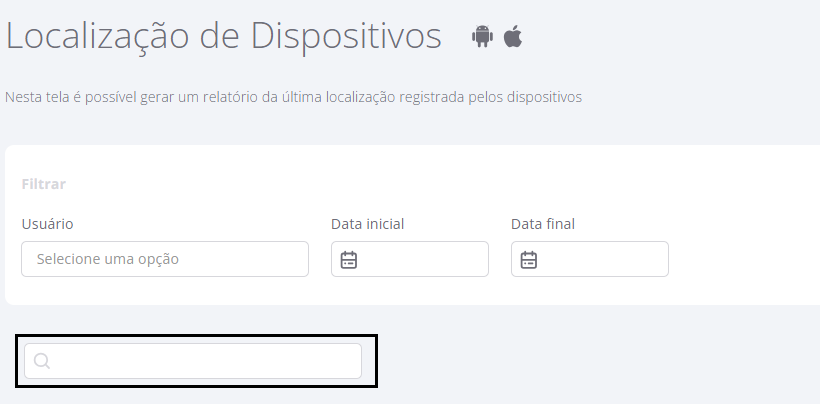 Localização de Dispositivos
Nesta tela é possível gerar um relatório da última localização registrada pelos dispositivos
Filtrar
Usuário Data inicial Data final
Selecione uma opção